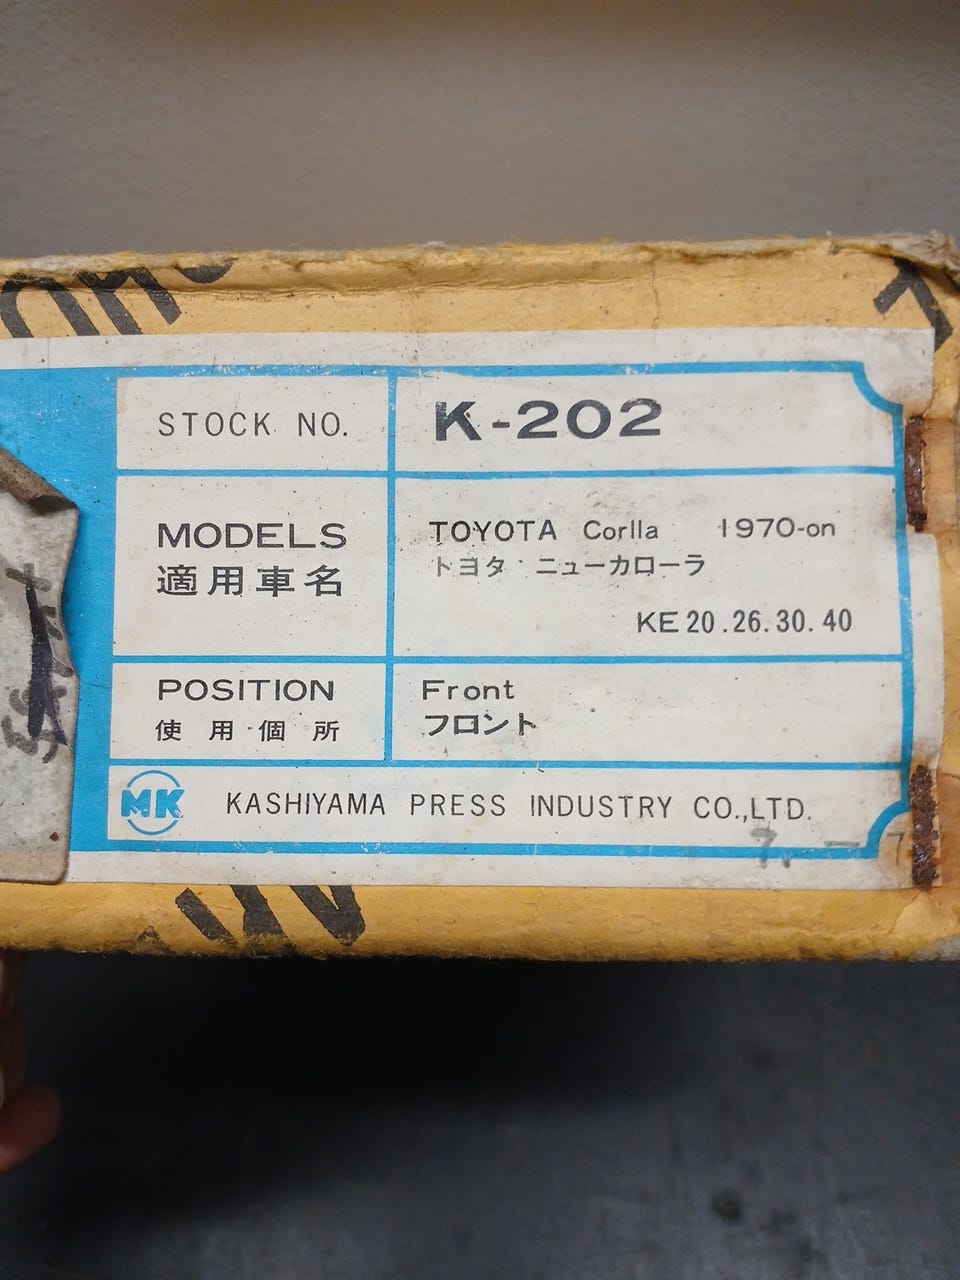 STOCK NO.
K-202
MODELS
適用車名
TOYOTA Corlla 1970-on
トヨタ ニューカローラ
KE 20.26.30.40
POSITION
使用個所
Front
フロント
MK
KASHIYAMA PRESS INDUSTRY CO.,LTD.